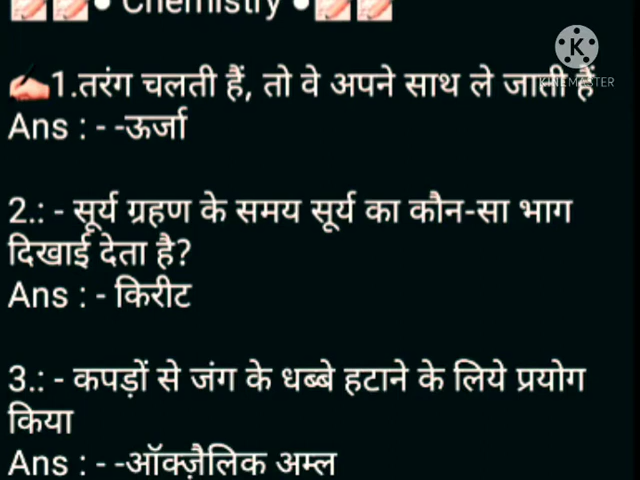 • Chemistry •
KINEMASTER
1.तरंग चलती हैं, तो वे अपने साथ ले जाती हैं
Ans : - -ऊर्जा
2.: - सूर्य ग्रहण के समय सूर्य का कौन-सा भाग
दिखाई देता है?
Ans : - किरीट
3.: - कपड़ों से जंग के धब्बे हटाने के लिये प्रयोग
किया
Ans : - -ऑक्ज़ैलिक अम्ल